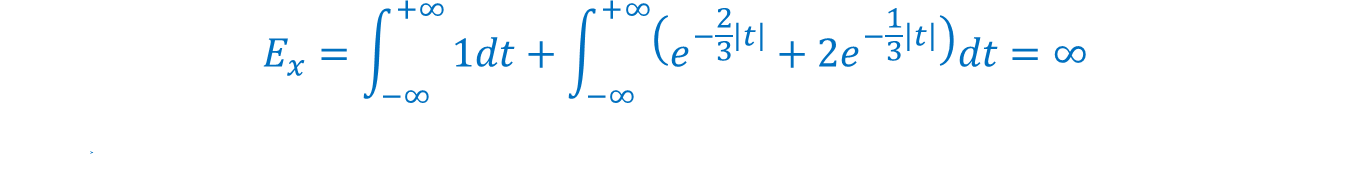 E_x = ∫_{-∞}^{+∞} 1dt + ∫_{-∞}^{+∞} (e^{-\frac{2}{3}|t|} + 2e^{-\frac{1}{3}|t|})dt = ∞